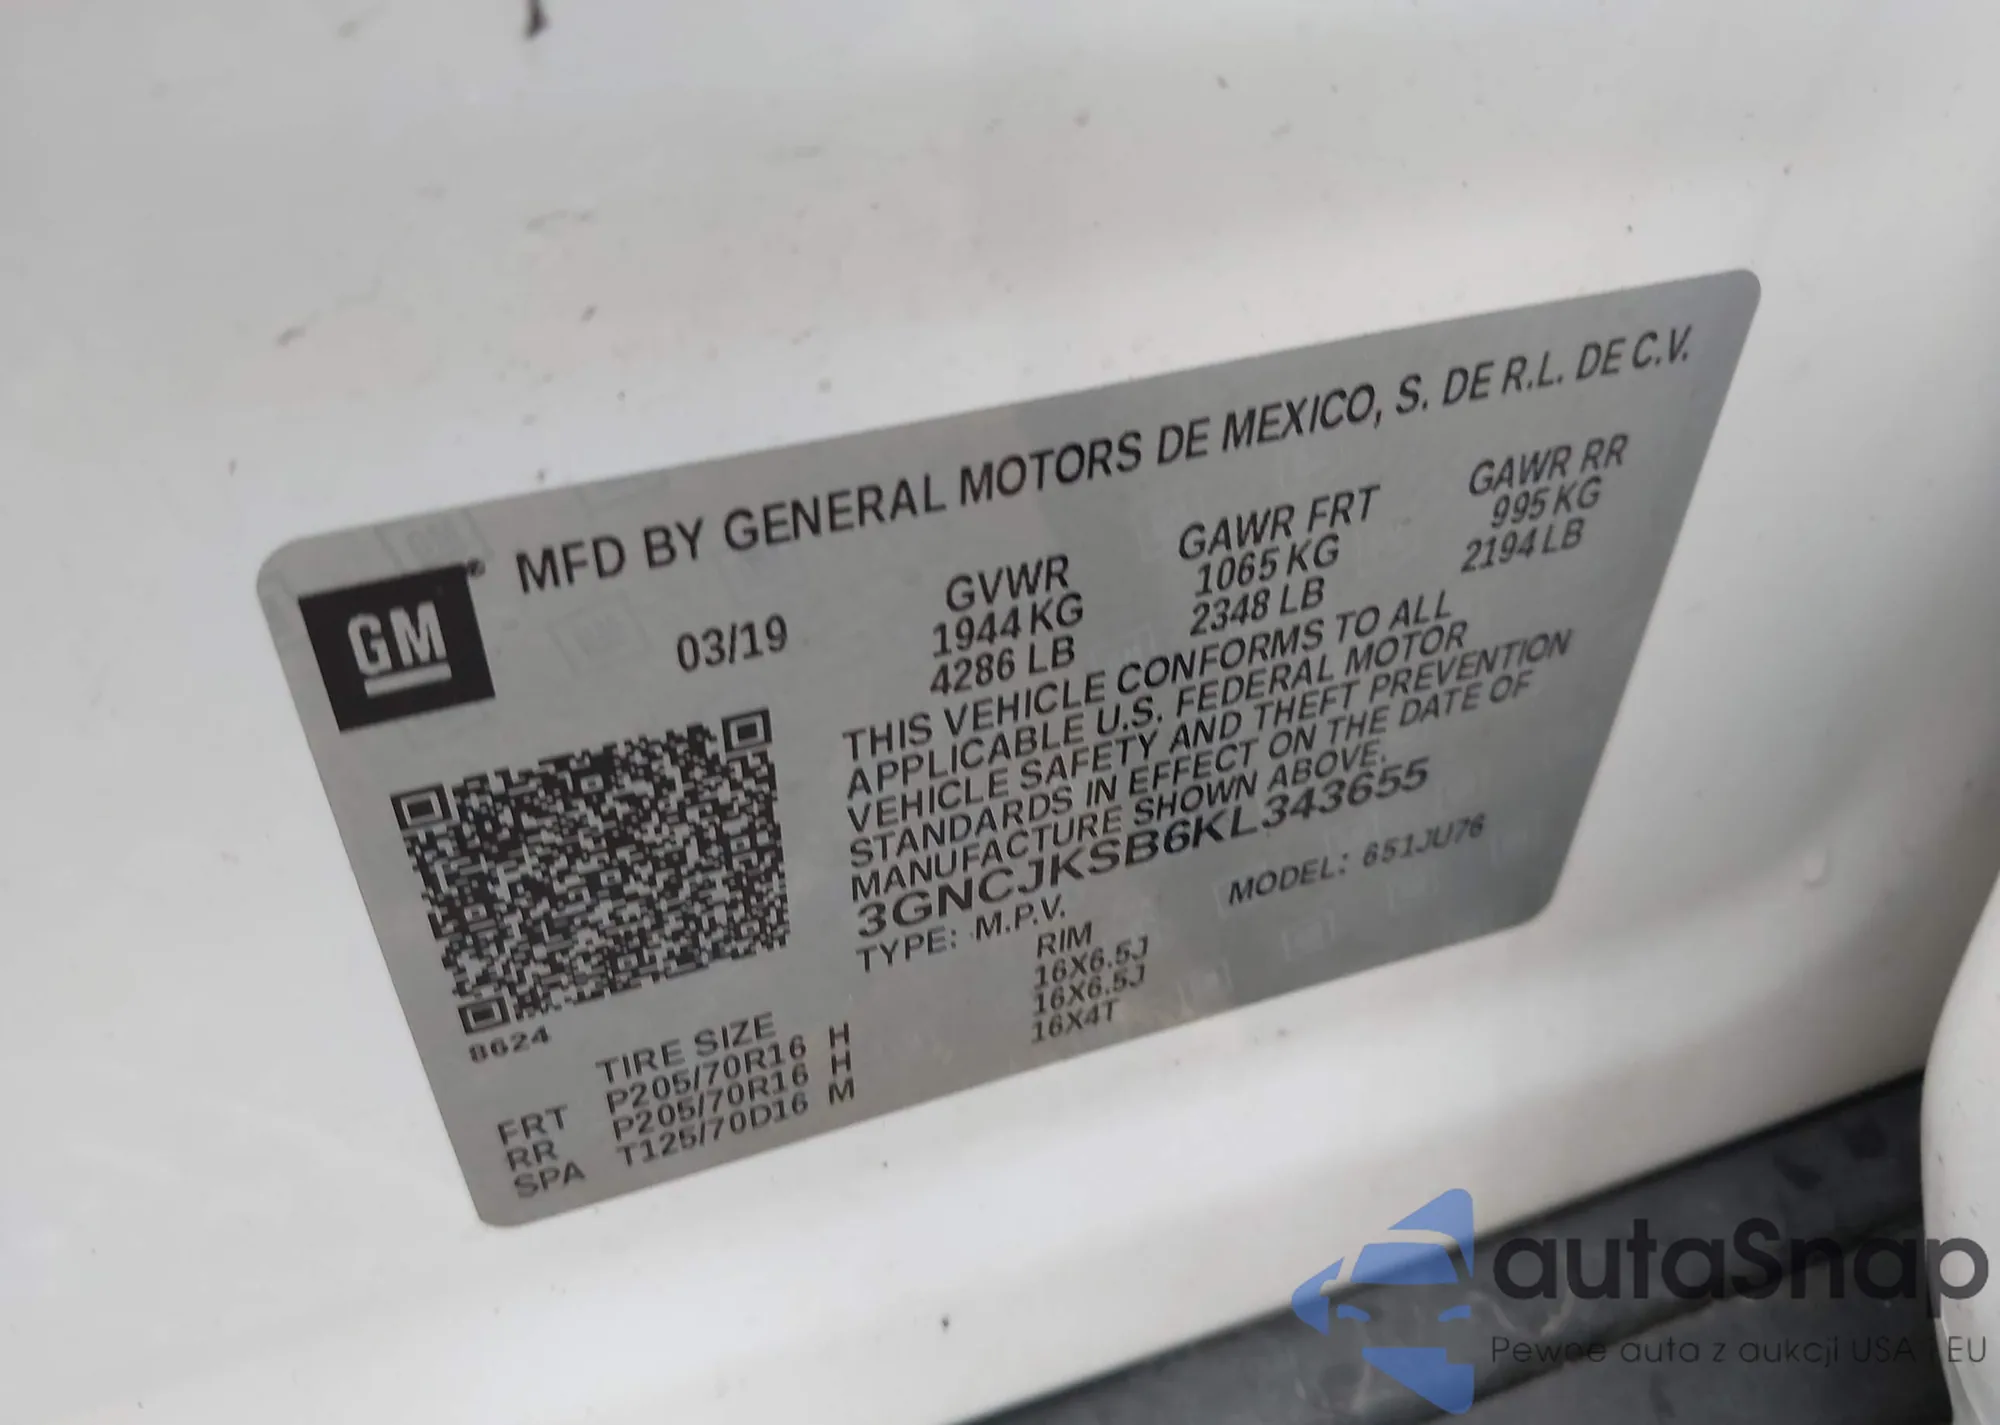 MFD BY GENERAL MOTORS DE MEXICO, S. DE R.L. DE C.V.
GM
03/19
GVWR
1944 KG
4286 LB
GAWR FRT
1065 KG
2348 LB
GAWR RR
995 KG
2194 LB
THIS VEHICLE CONFORMS TO ALL
APPLICABLE U.S. FEDERAL MOTOR
VEHICLE SAFETY AND THEFT PREVENTION
STANDARDS IN EFFECT ON THE DATE OF
MANUFACTURE SHOWN ABOVE.
3GNCJKSB6KL343655
TYPE: M.P.V.
MODEL: 651JU76
8624
TIRE SIZE
RIM
FRT P205/70R16 H 16X6.5J
RR P205/70R16 H 16X6.5J
SPA T125/70D16 M 16X4T
autaSnap
Pewne auta z aukcji USA i EU